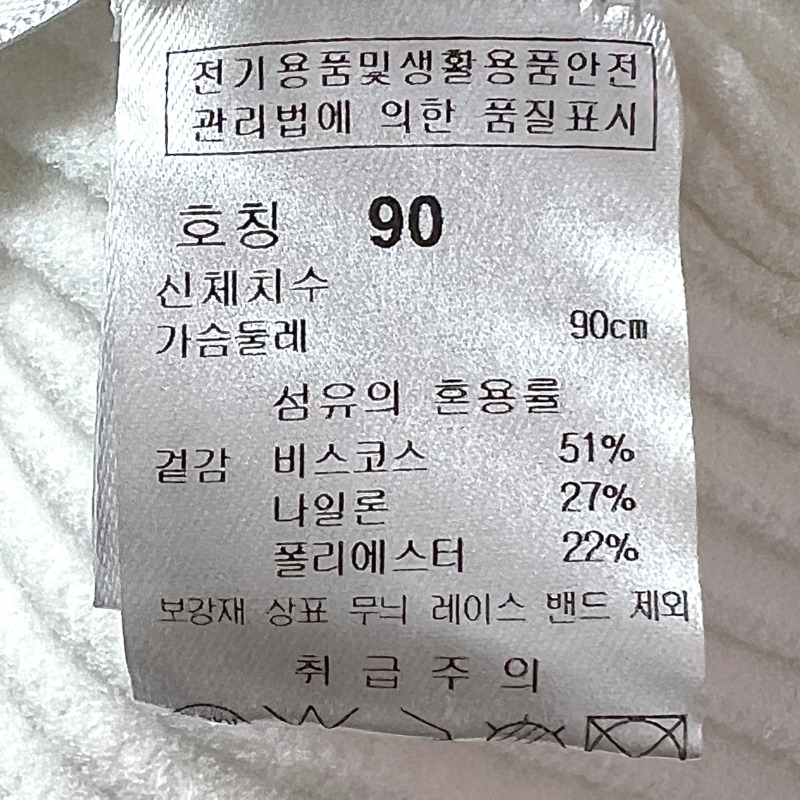 전기용품및생활용품안전
관리법에 의한 품질표시
호칭 90
신체치수
가슴둘레 90cm
섬유의 혼용률
겉감 비스코스 51%
나일론 27%
폴리에스터 22%
보강재 상표 무늬 레이스 밴드 제외
취급주의